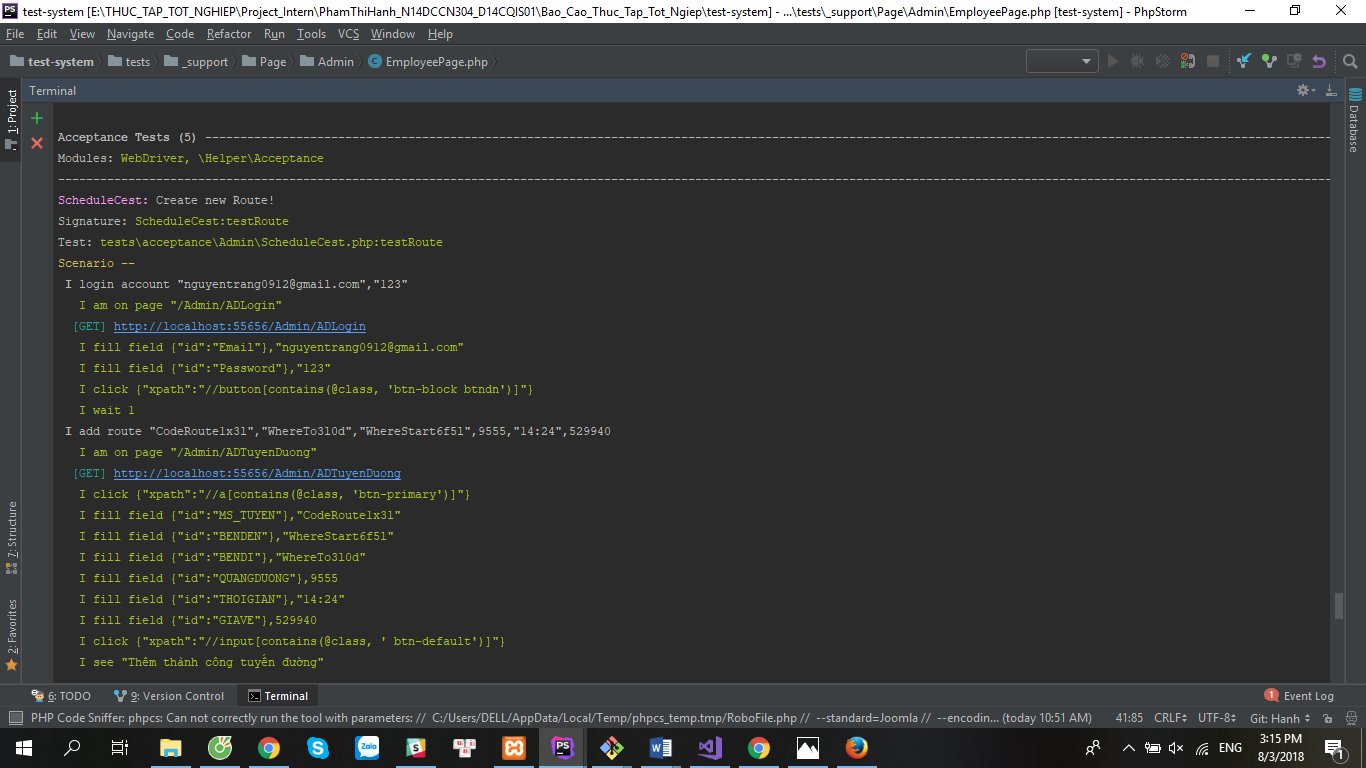 test-system [E:\THUC_TAP_TOT_NGHIEP\Project_Intern\PhamThiHanh_N14DCCN304_D14CQIS01\Bao_Cao_Thuc_Tap_Tot_Ngiep\test-system] - ...\tests\_support\Page\Admin\EmployeePage.php [test-system] - PhpStorm
File Edit View Navigate Code Refactor Run Tools VCS Window Help
test-system tests _support Page Admin EmployeePage.php
1: Project
Terminal
Database
Acceptance Tests (5) ----------------------------------------------------------------
Modules: WebDriver, \Helper\Acceptance
----------------------------------------------------------------
ScheduleCest: Create new Route!
Signature: ScheduleCest:testRoute
Test: tests\acceptance\Admin\ScheduleCest.php:testRoute
Scenario --
I login account "nguyentrang0912@gmail.com","123"
I am on page "/Admin/ADLogin"
[GET] http://localhost:55656/Admin/ADLogin
I fill field {"id":"Email"},"nguyentrang0912@gmail.com"
I fill field {"id":"Password"},"123"
I click {"xpath":"//button[contains(@class, 'btn-block btndn')]"}
I wait 1
I add route "CodeRoute1x31","WhereTo310d","WhereStart6f51",9555,"14:24",529940
I am on page "/Admin/ADTuyenDuong"
[GET] http://localhost:55656/Admin/ADTuyenDuong
I click {"xpath":"//a[contains(@class, 'btn-primary')]"}
I fill field {"id":"MS_TUYEN"},"CodeRoute1x31"
I fill field {"id":"BENDEN"},"WhereStart6f51"
I fill field {"id":"BENDI"},"WhereTo310d"
I fill field {"id":"QUANGDUONG"},9555
I fill field {"id":"THOIGIAN"},"14:24"
I fill field {"id":"GIAVE"},529940
I click {"xpath":"//input[contains(@class, ' btn-default')]"}
I see "Thêm thành công tuyến đường"
7: Structure
2: Favorites
6: TODO 9: Version Control Terminal 1 Event Log
PHP Code Sniffer: phpcs: Can not correctly run the tool with parameters: // C:/Users/DELL/AppData/Local/Temp/phpcs_temp.tmp/RoboFile.php // --standard=Joomla // --encodin... (today 10:51 AM) 41:85 CRLF UTF-8 Git: Hanh
Zalo
PS
ENG
3:15 PM
8/3/2018
1